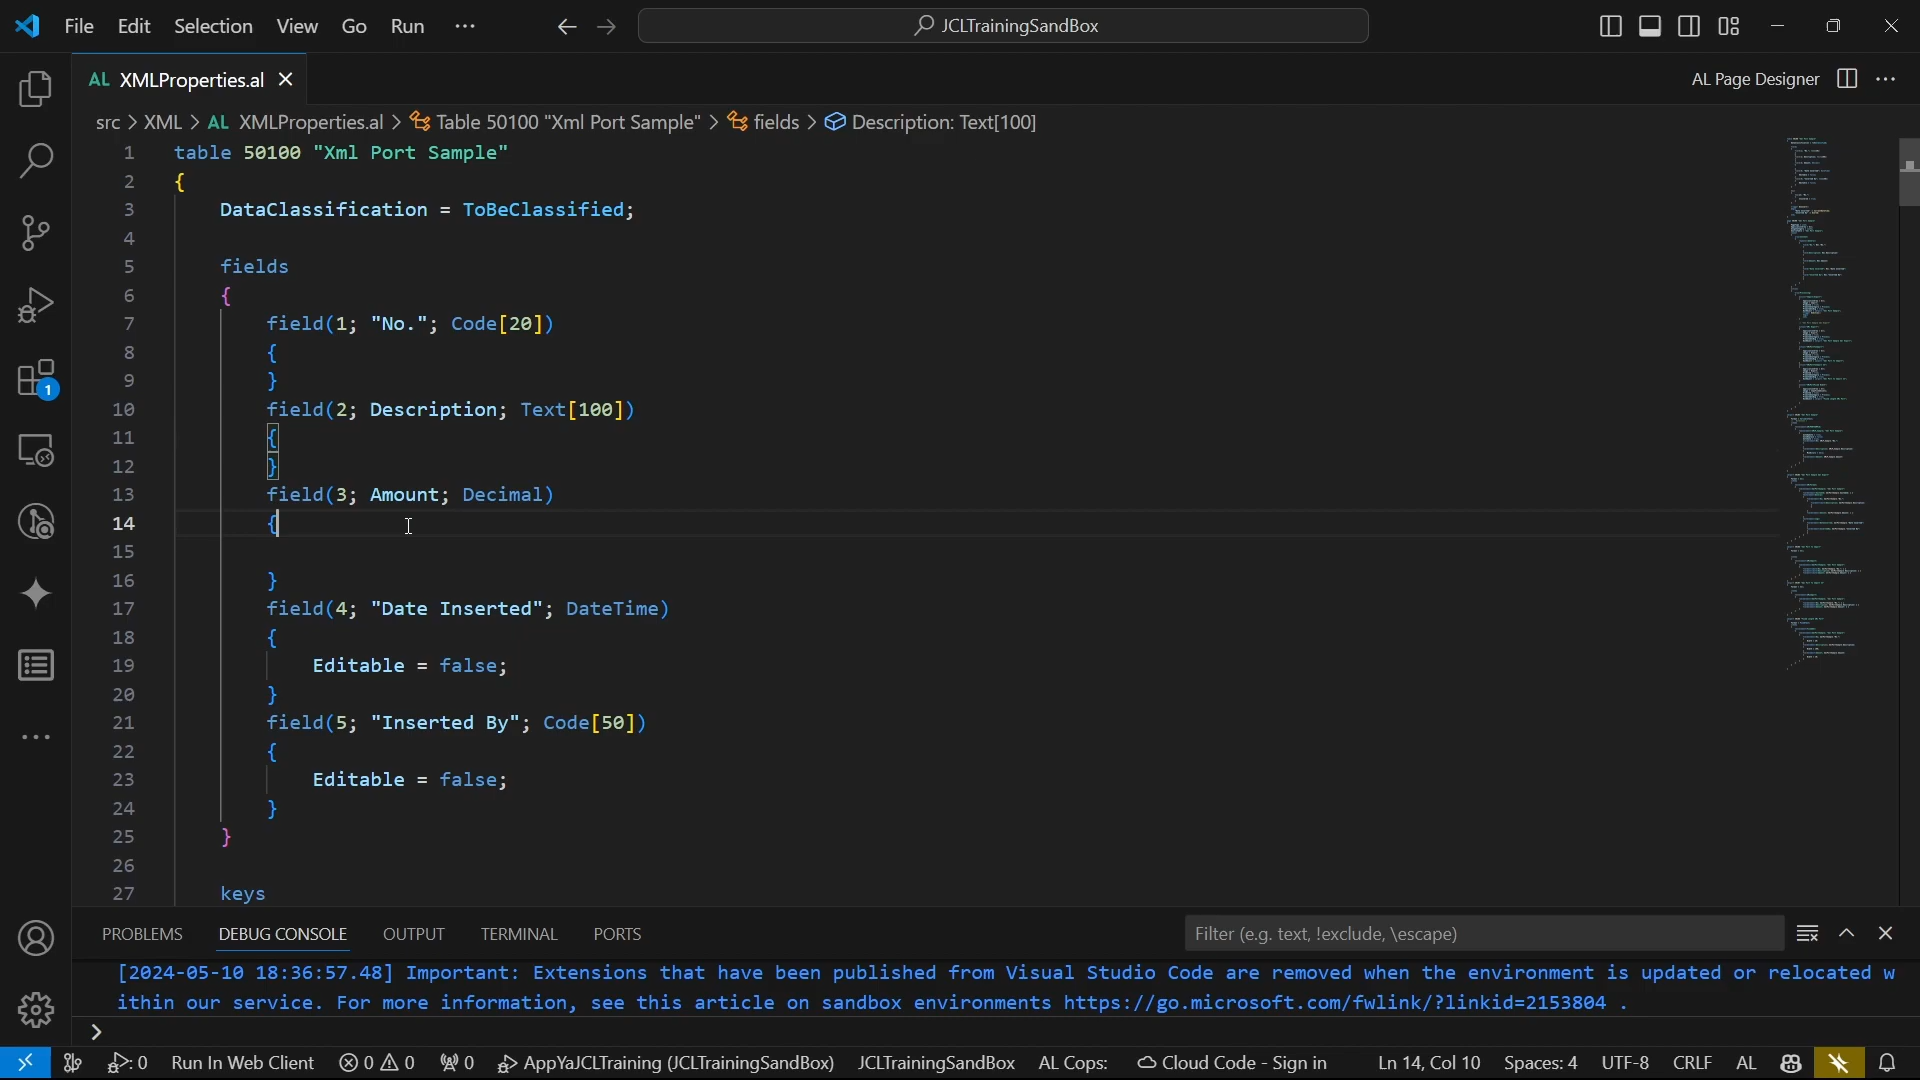 File Edit Selection View Go Run ··· JCLTrainingSandBox
AL XMLProperties.al AL Page Designer ···
src > XML > AL XMLProperties.al > Table 50100 "Xml Port Sample" > fields > Description: Text[100]
1 table 50100 "Xml Port Sample"
2 {
3 DataClassification = ToBeClassified;
4
5 fields
6 {
7 field(1; "No."; Code[20])
8 {
9 }
10 field(2; Description; Text[100])
11 {
12 }
13 field(3; Amount; Decimal)
14 {
15
16 }
17 field(4; "Date Inserted"; DateTime)
18 {
19 Editable = false;
20 }
21 field(5; "Inserted By"; Code[50])
22 {
23 Editable = false;
24 }
25 }
26
27 keys
1
PROBLEMS DEBUG CONSOLE OUTPUT TERMINAL PORTS Filter (e.g. text, !exclude, \escape)
[2024-05-10 18:36:57.48] Important: Extensions that have been published from Visual Studio Code are removed when the environment is updated or relocated w
ithin our service. For more information, see this article on sandbox environments https://go.microsoft.com/fwlink/?linkid=2153804 .
>
0 Run In Web Client 0 0 0 AppYaJCLTraining (JCLTrainingSandBox) JCLTrainingSandBox AL Cops: Cloud Code - Sign in Ln 14, Col 10 Spaces: 4 UTF-8 CRLF AL